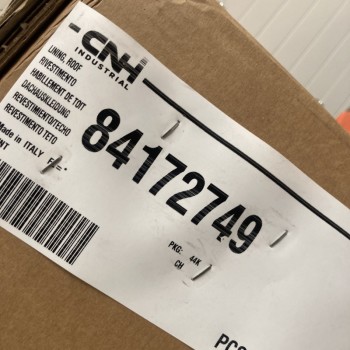 CNH
INDUSTRIAL
LINING, ROOF
RIVESTIMENTO
HABILLEMENT DE TOIT
DACHAUSKLEIDUNG
REVESTIMIENTO/TECHO
REVESTIMENTO TETO
Made in ITALY
84172749
PKG: 44K
CH